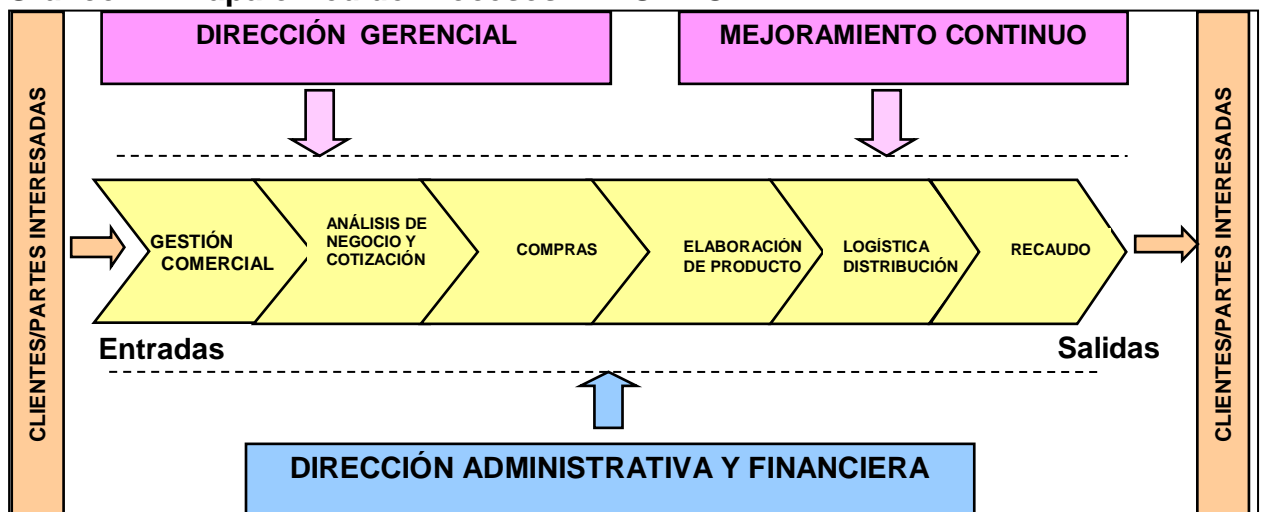 DIRECCIÓN GERENCIAL
MEJORAMIENTO CONTINUO
CLIENTES/PARTES INTERESADAS
GESTIÓN
COMERCIAL
ANÁLISIS DE
NEGOCIO Y
COTIZACIÓN
COMPRAS
ELABORACIÓN
DE PRODUCTO
LOGÍSTICA
DISTRIBUCIÓN
RECAUDO
CLIENTES/PARTES INTERESADAS
Entradas
Salidas
DIRECCIÓN ADMINISTRATIVA Y FINANCIERA